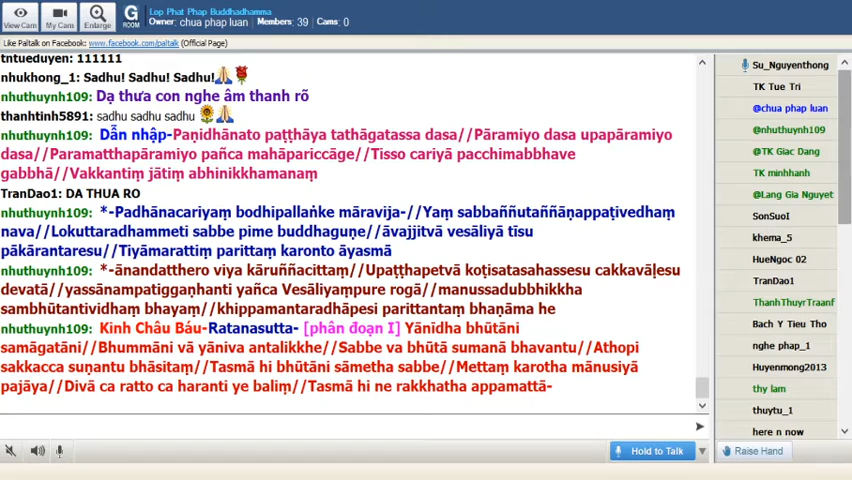 View Cam
My Cam
Enlarge
G
ROOM
Lop Phat Phap Buddhadhamma
Owner: chua phap luan Members: 39 Cams: 0
Like Paltalk on Facebook: www.facebook.com/paltalk (Official Page)
tntueduyen: 111111
nhukhong_1: Sadhu! Sadhu! Sadhu!
nhuthuynh109: Dạ thưa con nghe âm thanh rõ
thanhtinh5891: sadhu sadhu sadhu
nhuthuynh109: Dẫn nhập-Paṇidhānato paṭṭhāya tathāgatassa dasa//Pāramiyo dasa upapāramiyo
dasa//Paramatthapāramiyo pañca mahāpariccāge//Tisso cariyā pacchimabbhave
gabbhā//Vakkantiṃ jātiṃ abhinikkhamanaṃ
TranDao1: DA THUA RO
nhuthuynh109: *-Padhānacariyaṃ bodhipallaṅke māravija-//Yaṃ sabbaññutaññāṇappaṭivedhaṃ
nava//Lokuttaradhammeti sabbe pime buddhaguṇe//āvajjitvā vesāliyā tīsu
pākārantaresu//Tiyāmarattiṃ parittaṃ karonto āyasmā
nhuthuynh109: *-ānandatthero viya kāruññacittaṃ//Upaṭṭhapetvā koṭisatasahassesu cakkavāḷesu
devatā//yassānampatiggaṇhanti yañca Vesāliyaṃpure rogā//manussadubbhikkha
sambhūtantividhaṃ bhayaṃ//khippamantaradhāpesi parittantaṃ bhaṇāma he
nhuthuynh109: Kinh Châu Báu-Ratanasutta- [phân đoạn I] Yānīdha bhūtāni
samāgatāni//Bhummāni vā yāniva antalikkhe//Sabbe va bhūtā sumanā bhavantu//Athopi
sakkacca suṇantu bhāsitaṃ//Tasmā hi bhūtāni sāmetha sabbe//Mettaṃ karotha mānusiyā
pajāya//Divā ca ratto ca haranti ye baliṃ//Tasmā hi ne rakkhatha appamattā-
Su_Nguyenthong
TK Tue Tri
@chua phap luan
@nhuthuynh109
@TK Giac Dang
TK minhhanh
@Lang Gia Nguyet
SonSuoI
khema_5
HueNgoc 02
TranDao1
ThanhThuyrTraanf
Bach Y Tieu Tho
nghe phap_1
Huyenmong2013
thy lam
thuytu_1
here n now
Hold to Talk
Raise Hand